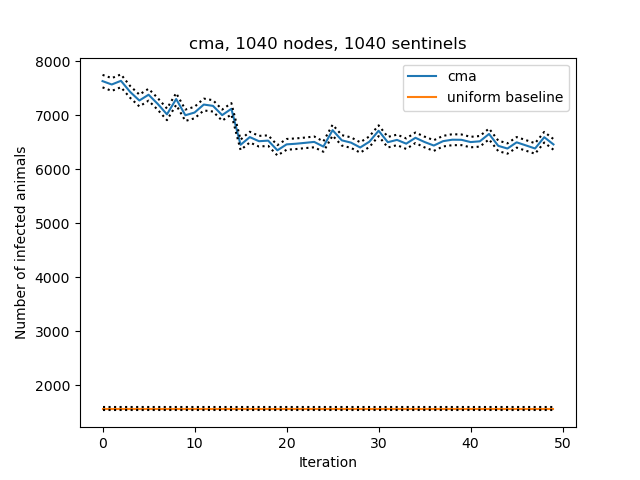 cma, 1040 nodes, 1040 sentinels
8000
7000
6000
5000
4000
3000
2000
Number of infected animals
cma
uniform baseline
0
10
20
30
40
50
Iteration